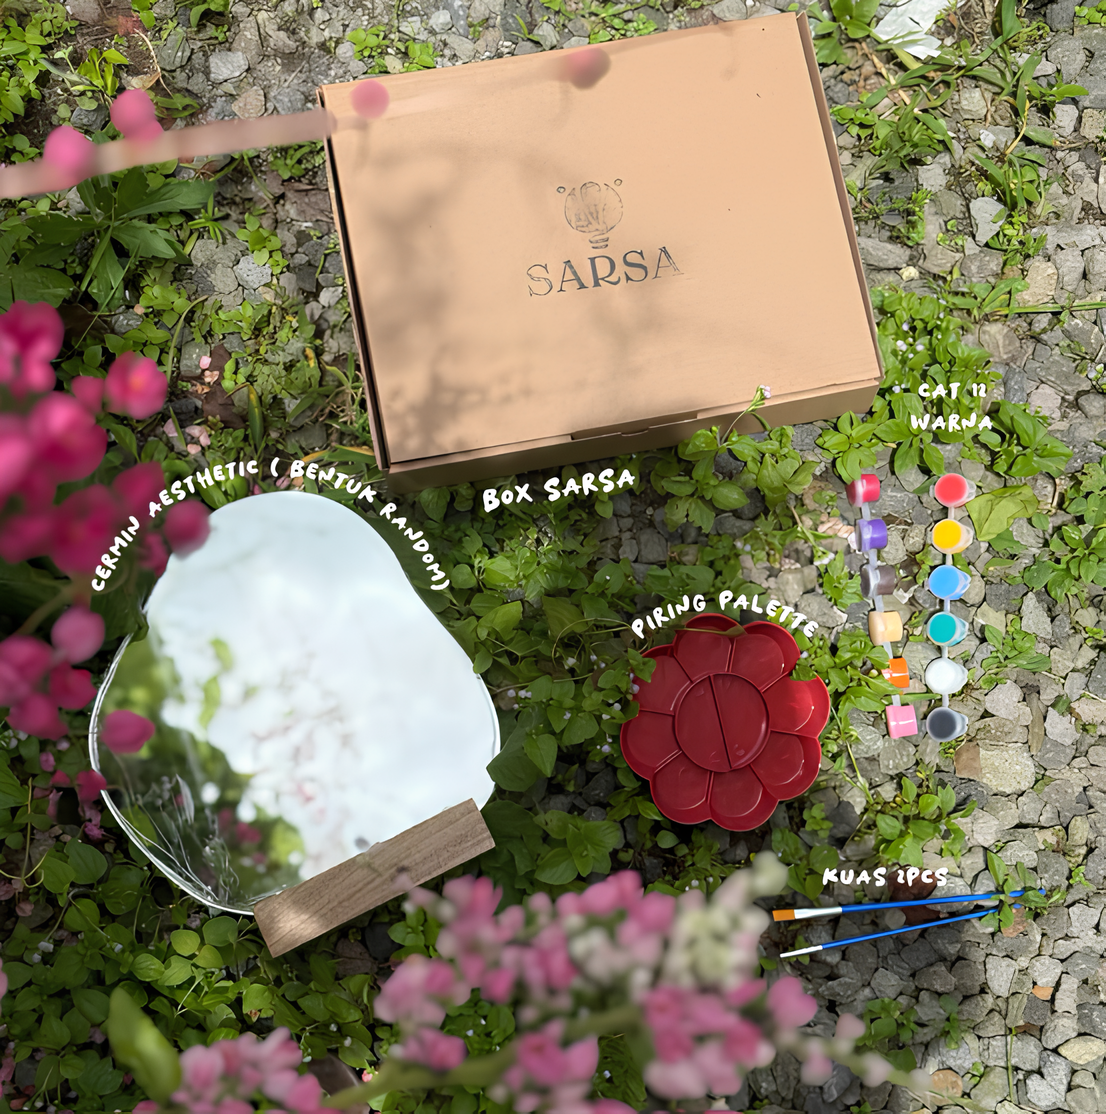 SARSA
BOX SARSA
CAT 12
WARNA
CERMIN AESTHETIC ( BENTUK RANDOM)
PIRING PALETTE
KUAS 2PCS